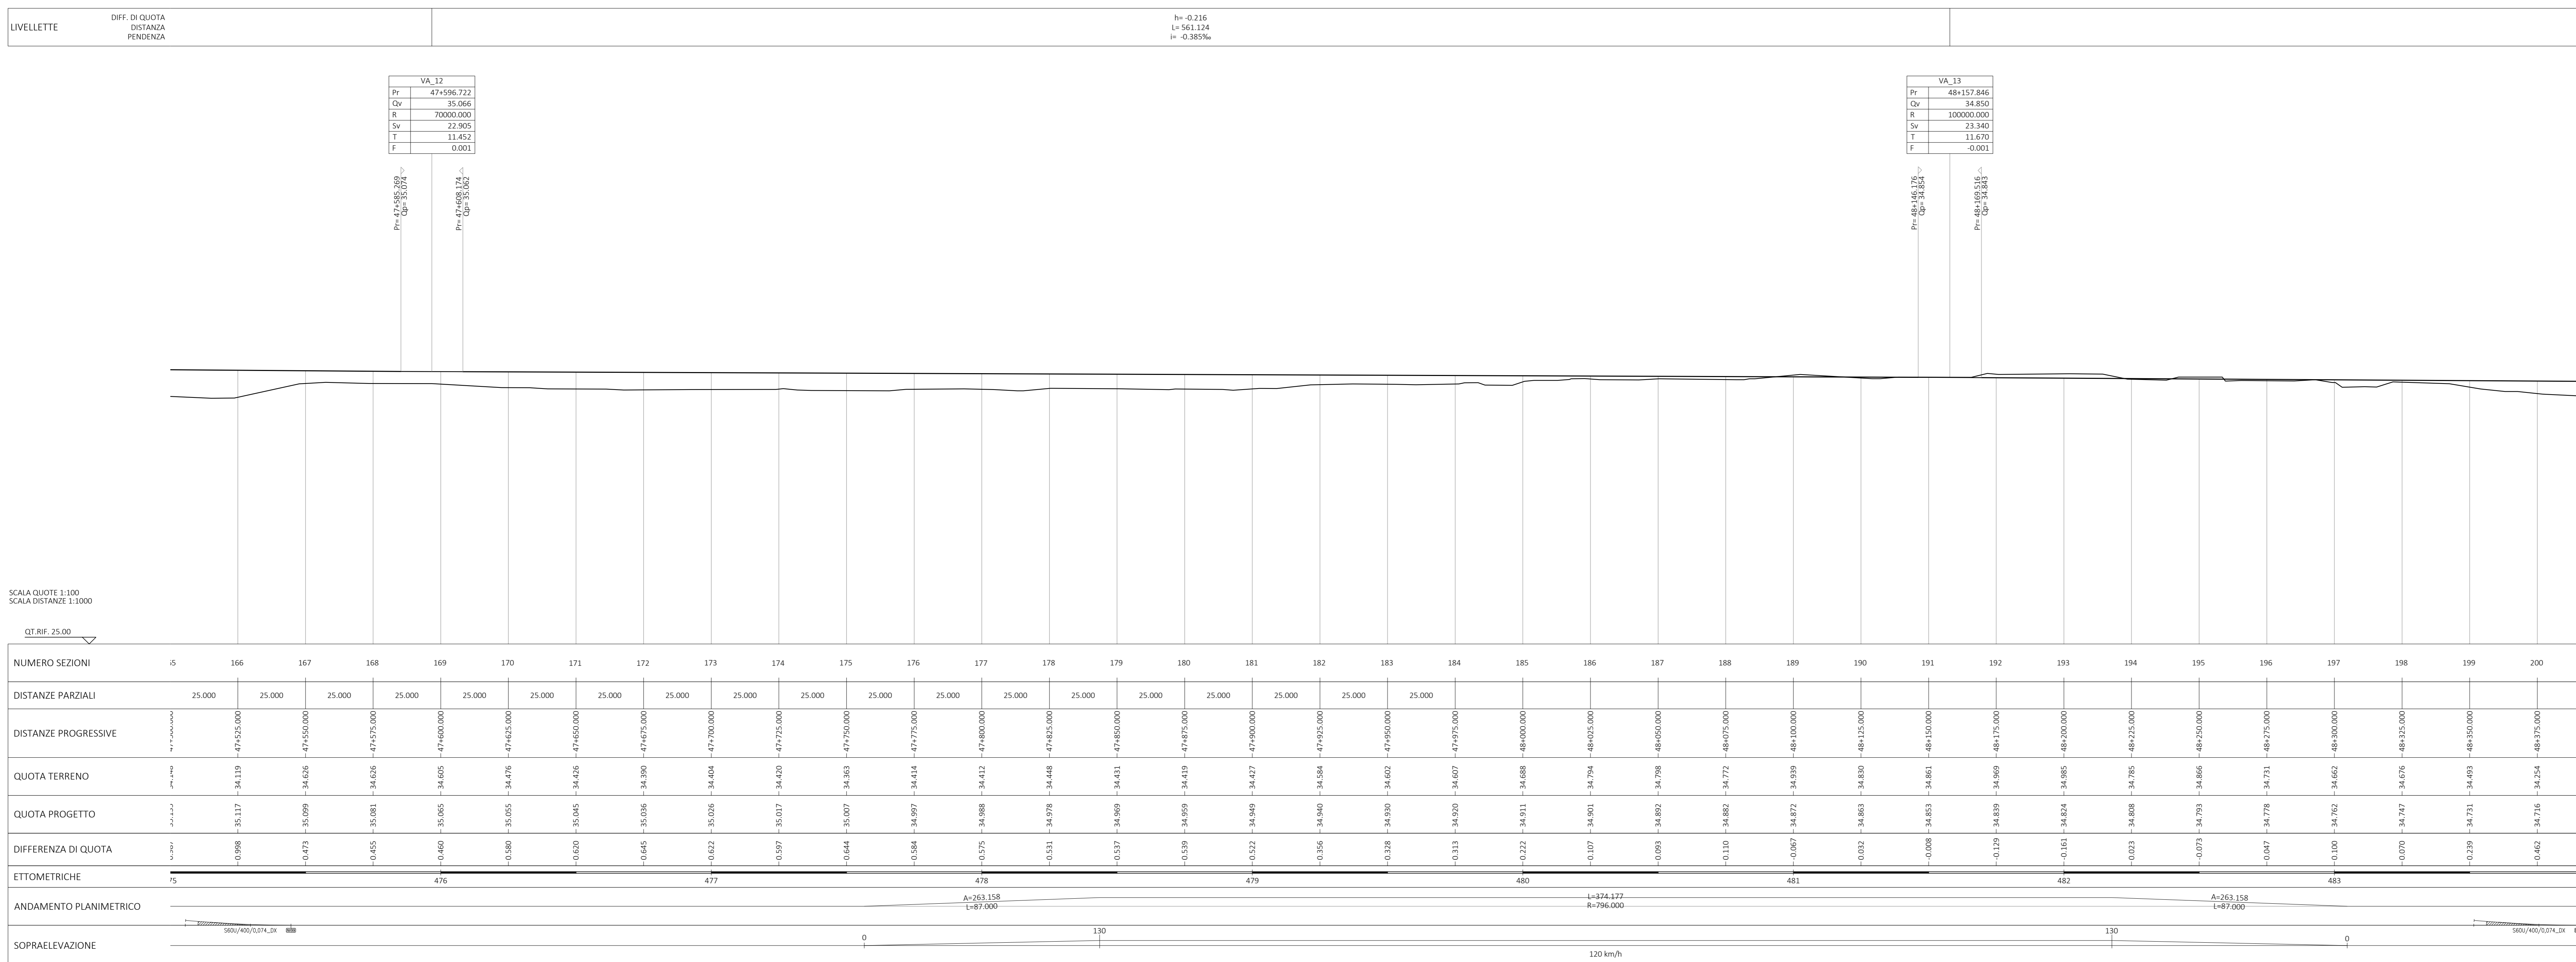 LIVELLETTE
DIFF. DI QUOTA
DISTANZA
PENDENZA
h= -0.216
L= 561.124
i= -0.385‰
VA_12
Pr 47+596.722
Qv 35.066
R 70000.000
Sv 22.905
T 11.452
F 0.001
VA_13
Pr 48+157.846
Qv 34.850
R 100000.000
Sv 23.340
T 11.670
F -0.001
Pr= 47+585.269
Qp= 35.074
Pr= 47+608.174
Qp= 35.062
Pr= 48+146.176
Qp= 34.854
Pr= 48+169.516
Qp= 34.843
SCALA QUOTE 1:100
SCALA DISTANZE 1:1000
QT.RIF. 25.00
NUMERO SEZIONI 166 167 168 169 170 171 172 173 174 175 176 177 178 179 180 181 182 183 184 185 186 187 188 189 190 191 192 193 194 195 196 197 198 199 200
DISTANZE PARZIALI 25.000 25.000 25.000 25.000 25.000 25.000 25.000 25.000 25.000 25.000 25.000 25.000 25.000 25.000 25.000 25.000 25.000 25.000 25.000
DISTANZE PROGRESSIVE 47+525.000 47+550.000 47+575.000 47+600.000 47+625.000 47+650.000 47+675.000 47+700.000 47+725.000 47+750.000 47+775.000 47+800.000 47+825.000 47+850.000 47+875.000 47+900.000 47+925.000 47+950.000 47+975.000 48+000.000 48+025.000 48+050.000 48+075.000 48+100.000 48+125.000 48+150.000 48+175.000 48+200.000 48+225.000 48+250.000 48+275.000 48+300.000 48+325.000 48+350.000 48+375.000
QUOTA TERRENO 34.119 34.626 34.626 34.605 34.476 34.426 34.390 34.404 34.420 34.363 34.414 34.412 34.448 34.431 34.419 34.427 34.584 34.602 34.607 34.688 34.794 34.798 34.772 34.939 34.830 34.861 34.969 34.985 34.785 34.866 34.731 34.662 34.676 34.493 34.254
QUOTA PROGETTO 35.117 35.099 35.081 35.065 35.055 35.045 35.036 35.026 35.017 35.007 34.997 34.988 34.978 34.969 34.959 34.949 34.940 34.930 34.920 34.911 34.901 34.892 34.882 34.872 34.863 34.853 34.839 34.824 34.808 34.793 34.778 34.762 34.747 34.731 34.716
DIFFERENZA DI QUOTA 0.998 0.473 0.455 0.460 0.580 0.620 0.645 0.622 0.597 0.644 0.584 0.575 0.531 0.537 0.539 0.522 0.356 0.328 0.313 0.222 0.107 0.093 0.110 -0.067 0.032 -0.008 -0.129 -0.161 0.023 -0.073 0.047 0.100 0.070 0.239 0.462
ETTOMETRICHE 476 477 478 479 480 481 482 483
ANDAMENTO PLANIMETRICO
A=263.158
L=87.000
L=374.177
R=796.000
A=263.158
L=87.000
S60U/400/0,074_DX
S60U/400/0,074_DX
SOPRAELEVAZIONE 0 130 130 0
120 km/h